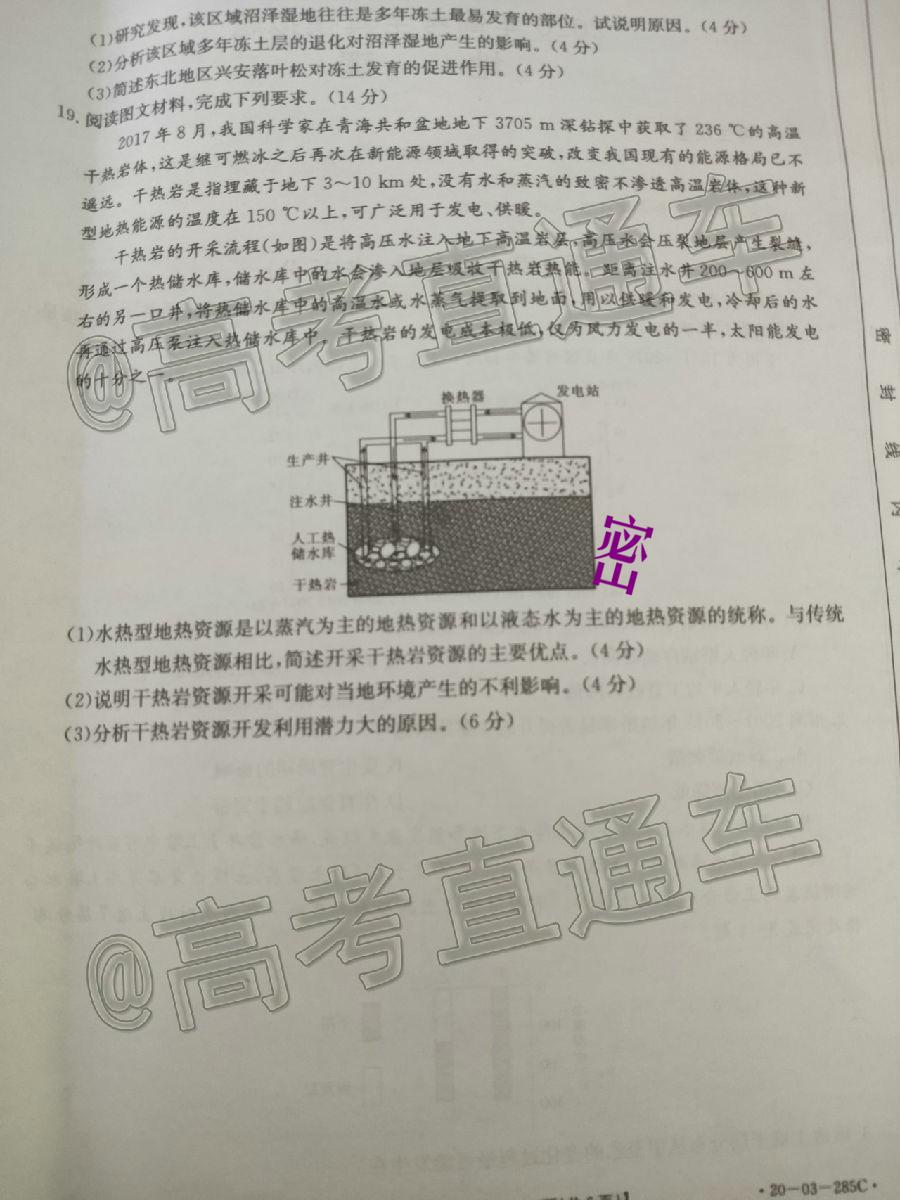 (1)研究发现,该区域沼泽湿地往往是多年冻土最易发育的部位。试说明原因。(4分)
(2)分析该区域多年冻土层的退化对沼泽湿地产生的影响。(4分)
(3)简述东北地区兴安落叶松对冻土发育的促进作用。(4分)
19. 阅读图文材料,完成下列要求。(14分)
2017年8月,我国科学家在青海共和盆地地下3705 m深钻探中获取了236 ℃的高温
干热岩体,这是继可燃冰之后再次在新能源领域取得的突破,改变我国现有的能源格局已不
遥远。干热岩是指埋藏于地下3~10 km处,没有水和蒸汽的致密不渗透高温岩体,这种新
型地热能源的温度在150 ℃以上,可广泛用于发电、供暖。
干热岩的开采流程(如图)是将高压水注入地下高温岩层,高压水会压裂地层产生裂缝,
形成一个热储水库,储水库中的水会渗入地层吸收干热岩热能。距离注水井200~600 m左
右的另一口井,将热储水库中的高温水或水蒸气提取到地面,用以供暖和发电,冷却后的水
再通过高压泵注入热储水库中。干热岩的发电成本极低,仅为风力发电的一半,太阳能发电
的十分之一。
换热器
发电站
生产井
注水井
人工热
储水库
干热岩
密
(1)水热型地热资源是以蒸汽为主的地热资源和以液态水为主的地热资源的统称。与传统
水热型地热资源相比,简述开采干热岩资源的主要优点。(4分)
(2)说明干热岩资源开采可能对当地环境产生的不利影响。(4分)
(3)分析干热岩资源开发利用潜力大的原因。(6分)
密
封
线
内
@高考直通车
@高考直通车
·20-03-285C·